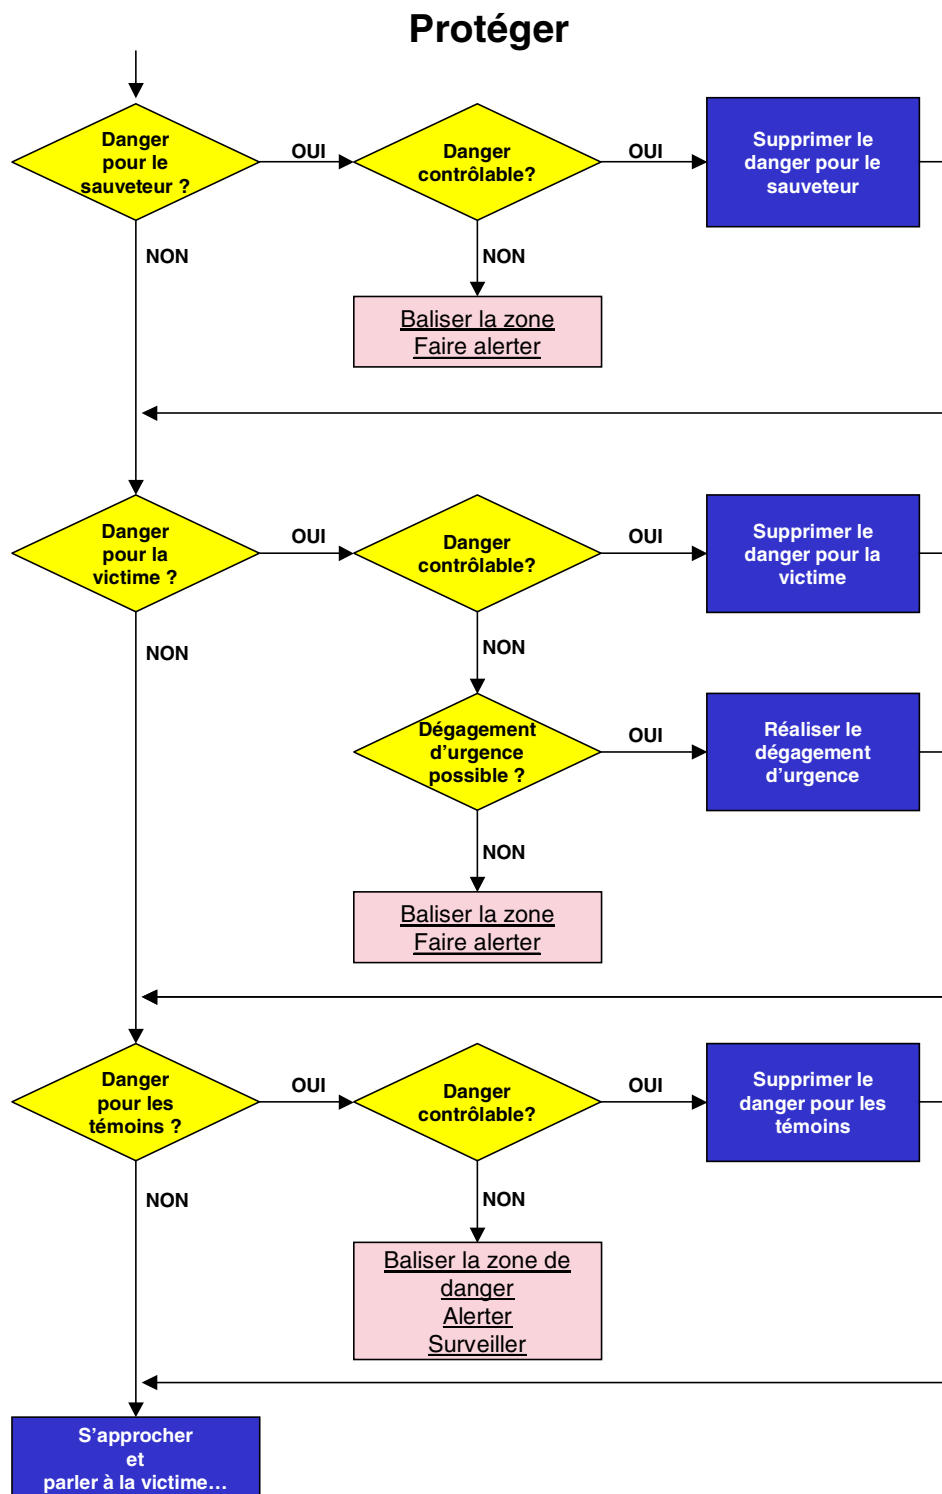 Protéger
Danger
pour le
sauveteur ?
OUI
Danger
contrôlable?
OUI
Supprimer le
danger pour le
sauveteur
NON
NON
Baliser la zone
Faire alerter
Danger
pour la
victime ?
OUI
Danger
contrôlable?
OUI
Supprimer le
danger pour la
victime
NON
NON
Dégagement
d’urgence
possible ?
OUI
Réaliser le
dégagement
d’urgence
NON
Baliser la zone
Faire alerter
Danger
pour les
témoins ?
OUI
Danger
contrôlable?
OUI
Supprimer le
danger pour les
témoins
NON
NON
Baliser la zone de
danger
Alerter
Surveiller
S’approcher
et
parler à la victime…